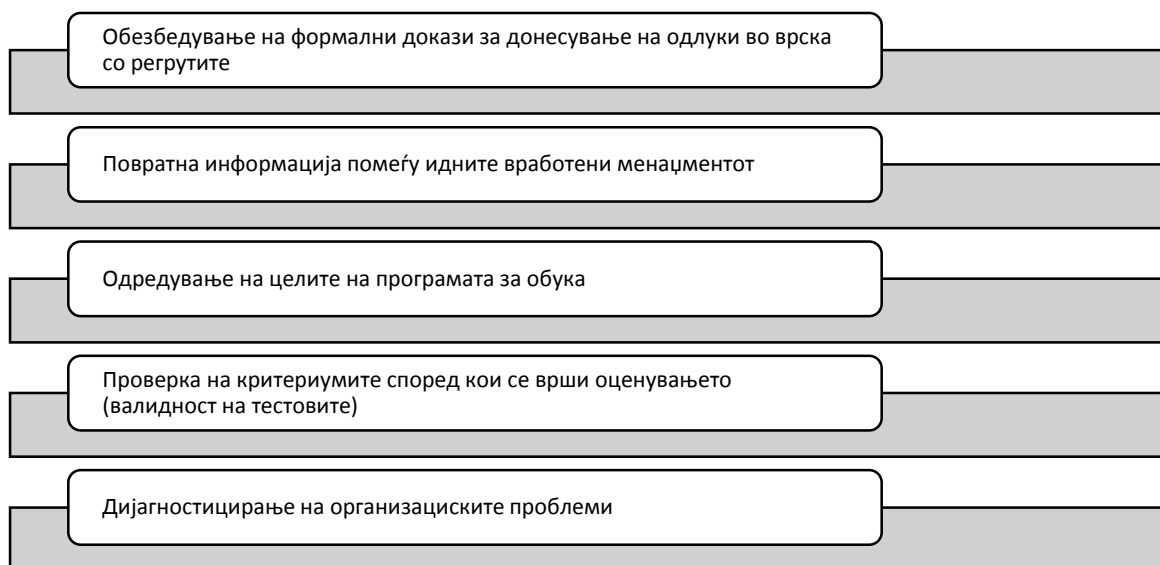 Обезбедување на формални докази за донесување на одлуки во врска
со регрутите
Повратна информација помеѓу идните вработени менаџментот
Одредување на целите на програмата за обука
Проверка на критериумите според кои се врши оценувњето
(валидност на тестовите)
Дијагностицирање на организациските проблеми